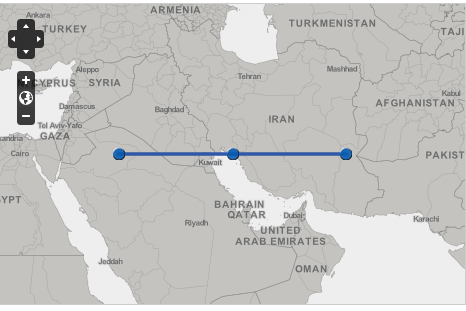 ARMENIA
Ankara
TURKEY
TURKMENISTAN
TAJI
Aleppo
Tehran
Mashhad
CYPRUS
SYRIA
Kabul
Damascus
Baghdad
AFGHANISTAN
Tel Aviv-Yafo
IRAN
andria
GAZA
Cairo
PAKIST
Kuwait
YPT
BAHRAIN
QATAR
Dubai
Riyadh
Karachi
UNITED
ARAB EMIRATES
Jeddah
OMAN